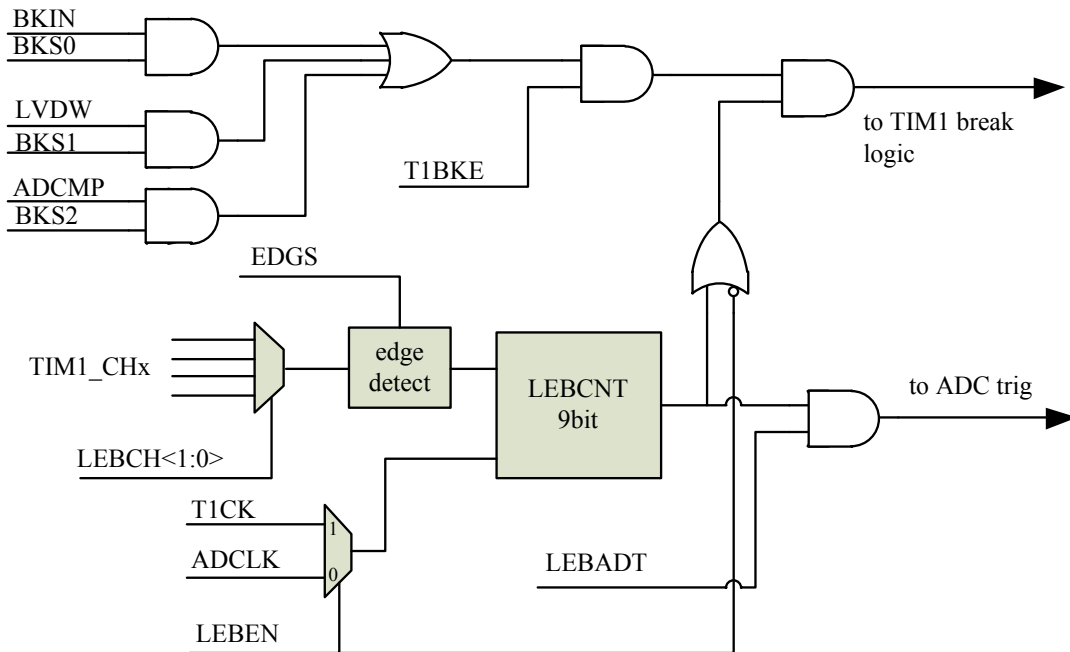 BKIN
BKS0
LVDW
BKS1
ADCMP
BKS2
T1BKE
to TIM1 break
logic
EDGS
TIM1_CHx
edge
detect
LEBCNT
9bit
to ADC trig
LEBCH<1:0>
T1CK
1
ADCLK
0
LEBADT
LEBEN